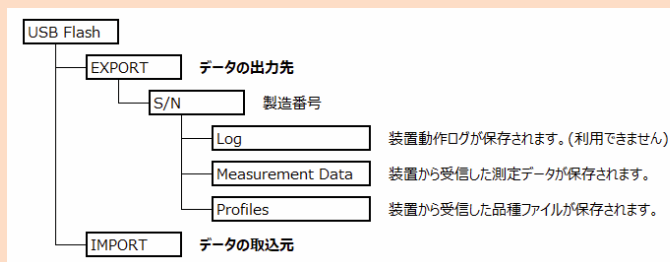 USB Flash
EXPORT データの出力先
S/N 製造番号
Log 装置動作ログが保存されます。(利用できません)
Measurement Data 装置から受信した測定データが保存されます。
Profiles 装置から受信した品種ファイルが保存されます。
IMPORT データの取込元